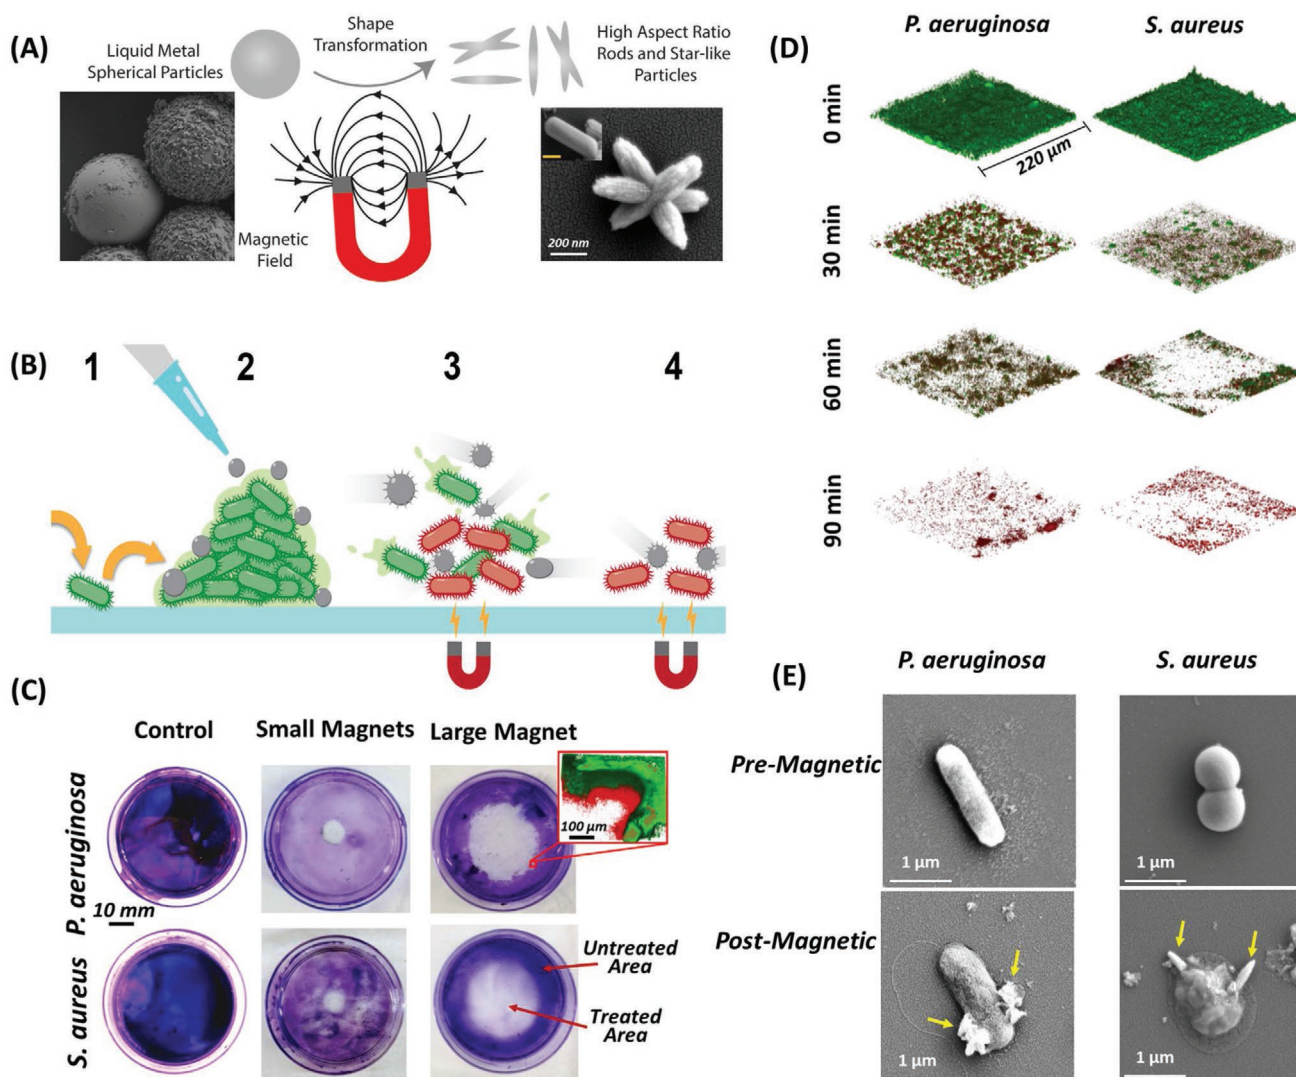 (A)
Liquid Metal
Spherical Particles
Shape
Transformation
High Aspect Ratio
Rods and Star-like
Particles
Magnetic
Field
200 nm
(B)
1
2
3
4
(C)
Control
Small Magnets
Large Magnet
P. aeruginosa
100 µm
10 mm
S. aureus
Untreated
Area
Treated
Area
(D)
P. aeruginosa
S. aureus
0 min
220 µm
30 min
60 min
90 min
(E)
P. aeruginosa
S. aureus
Pre-Magnetic
1 µm
1 µm
Post-Magnetic
1 µm
1 µm